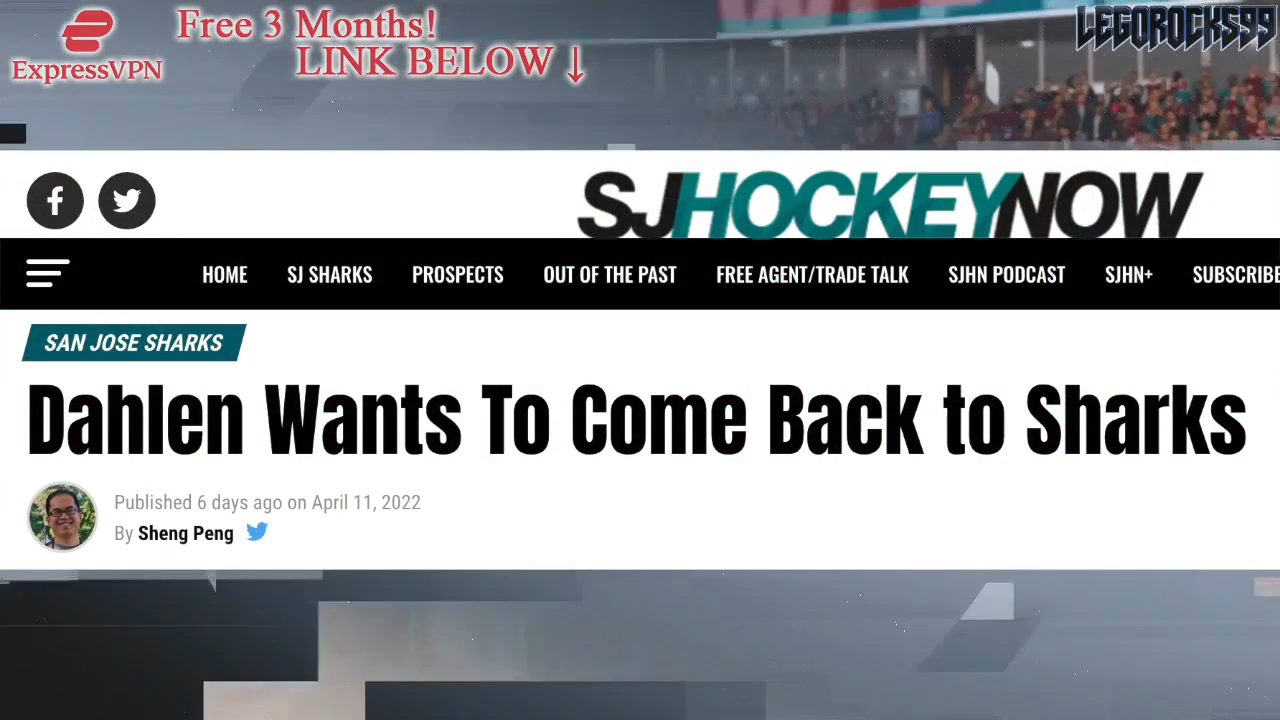 ExpressVPN
Free 3 Months!
LINK BELOW ↓
LEGOROCKS99
SJHOCKEYNOW
HOME SJ SHARKS PROSPECTS OUT OF THE PAST FREE AGENT/TRADE TALK SJHN PODCAST SJHN+ SUBSCRIBE
SAN JOSE SHARKS
Dahlen Wants To Come Back to Sharks
Published 6 days ago on April 11, 2022
By Sheng Peng